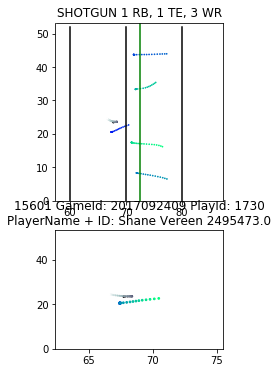 SHOTGUN 1 RB, 1 TE, 3 WR
50
40
30
20
10
0
60 70 80
15601 GameId: 2017092409 PlayId: 1730
PlayerName + ID: Shane Vereen 2495473.0
40
20
0
65 70 75